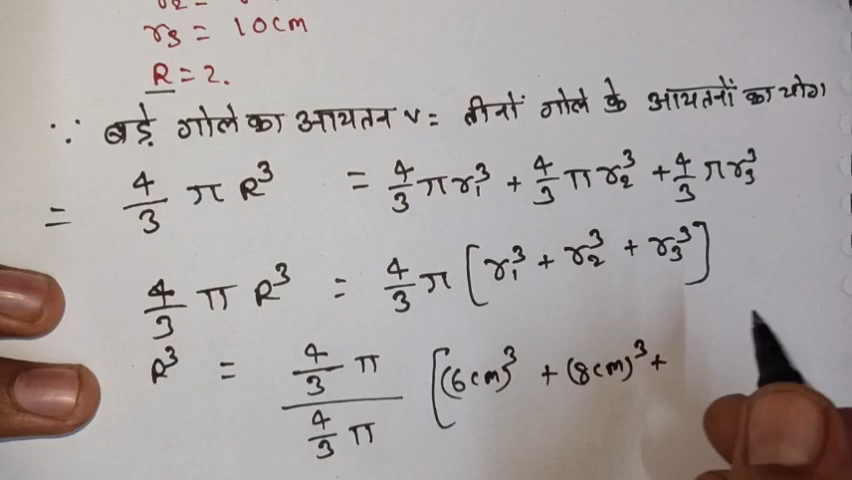 r₃ = 10cm
R = 2.
∵ बड़े गोले का आयतन v = तीनों गोले के आयतनों का योग
= 4/3 π R³ = 4/3 π r₁³ + 4/3 π r₂³ + 4/3 π r₃³
4/3 π R³ = 4/3 π [r₁³ + r₂³ + r₃³]
R³ = (4/3 π)/(4/3 π) [(6cm)³ + (8cm)³ +